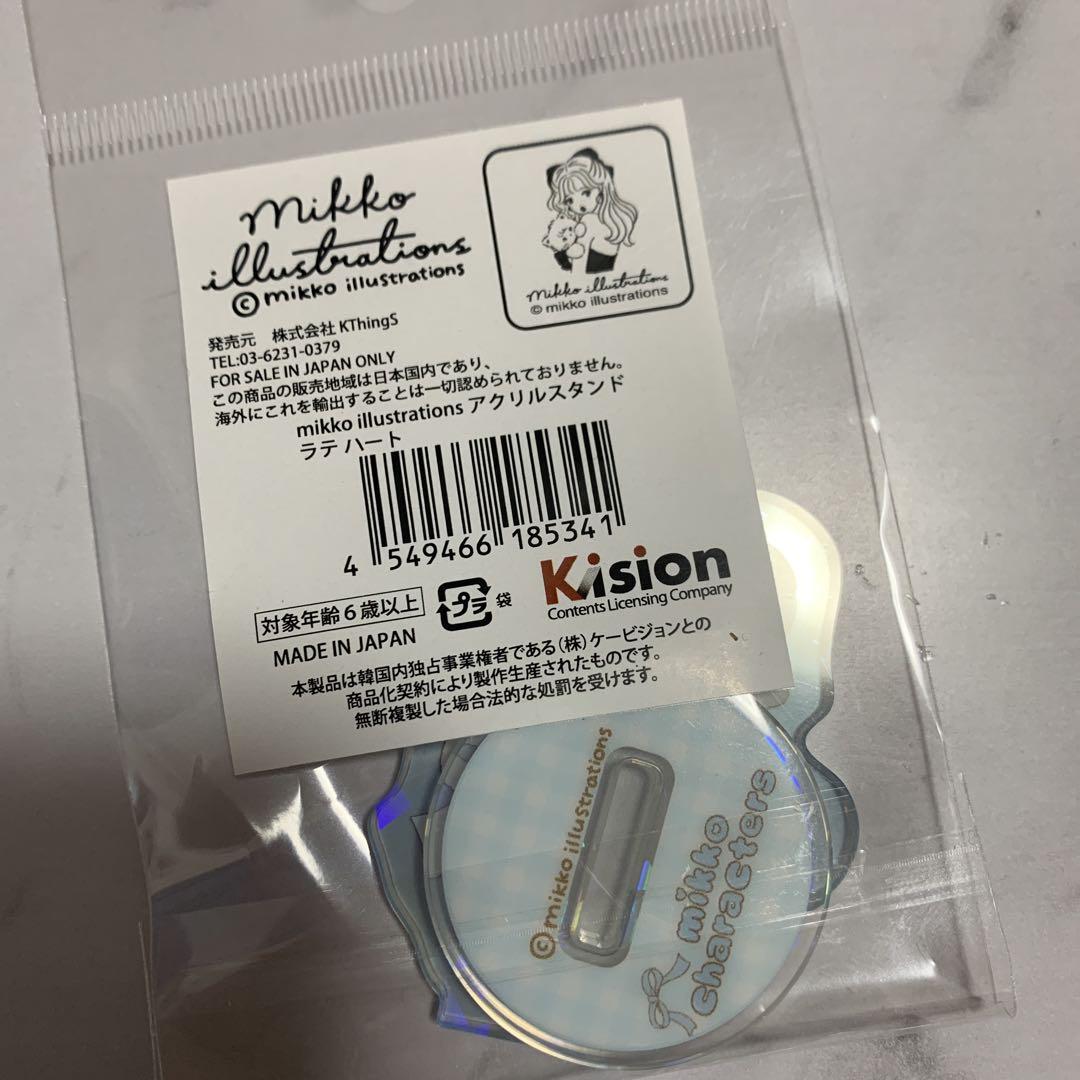 mikko
illustrations
© mikko illustrations
mikko illustrations
© mikko illustrations
発売元 株式会社 KThingS
TEL:03-6231-0379
FOR SALE IN JAPAN ONLY
この商品の販売地域は日本国内であり、
海外にこれを輸出することは一切認められておりません。
mikko illustrations アクリルスタンド
ラテ ハート
4 549466 185341
対象年齢6歳以上
プラ 袋
Kision
Contents Licensing Company
MADE IN JAPAN
本製品は韓国内独占事業権者である(株)ケービジョンとの
商品化契約により製作生産されたものです。
無断複製した場合法的な処罰を受けます。
© mikko illustrations
mikko
characters